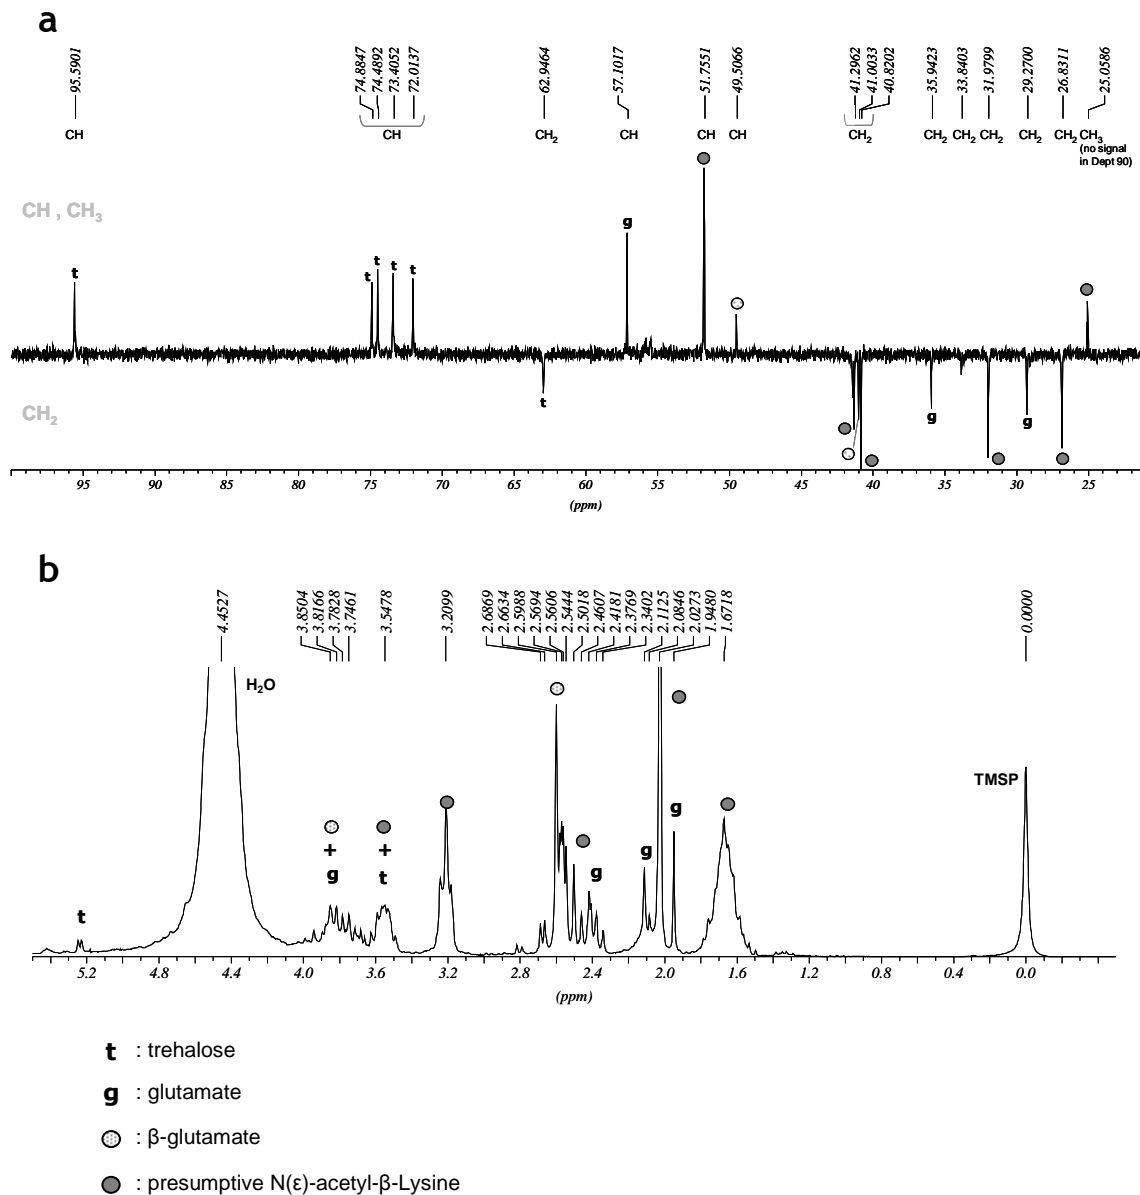 a
95.5901 74.8847 74.4892 73.4052 72.0137 62.9464 57.1017 51.7551 49.5066 41.2962 41.0033 40.8202 35.9423 33.8403 31.9799 29.2700 26.8311 25.0586
CH CH CH₂ CH CH CH CH₂ CH₂ CH₂ CH₂ CH₂ CH₂ CH₃
(no signal
in Dept 90)
CH , CH₃
g
t t t t t
CH₂
t g g
95 90 85 80 75 70 65 60 55 50 45 40 35 30 25
(ppm)
b
4.4527 3.8504 3.8166 3.7828 3.7461 3.5478 3.2099 2.6869 2.6634 2.5988 2.5694 2.5606 2.5444 2.5018 2.4607 2.4181 2.3769 2.3402 2.1125 2.0846 2.0273 1.9480 1.6718 0.0000
H₂O
TMSP
g
+ +
g t g g
t
5.2 4.8 4.4 4.0 3.6 3.2 2.8 2.4 2.0 1.6 1.2 0.8 0.4 0.0
(ppm)
t : trehalose
g : glutamate
: β-glutamate
: presumptive N(ε)-acetyl-β-Lysine